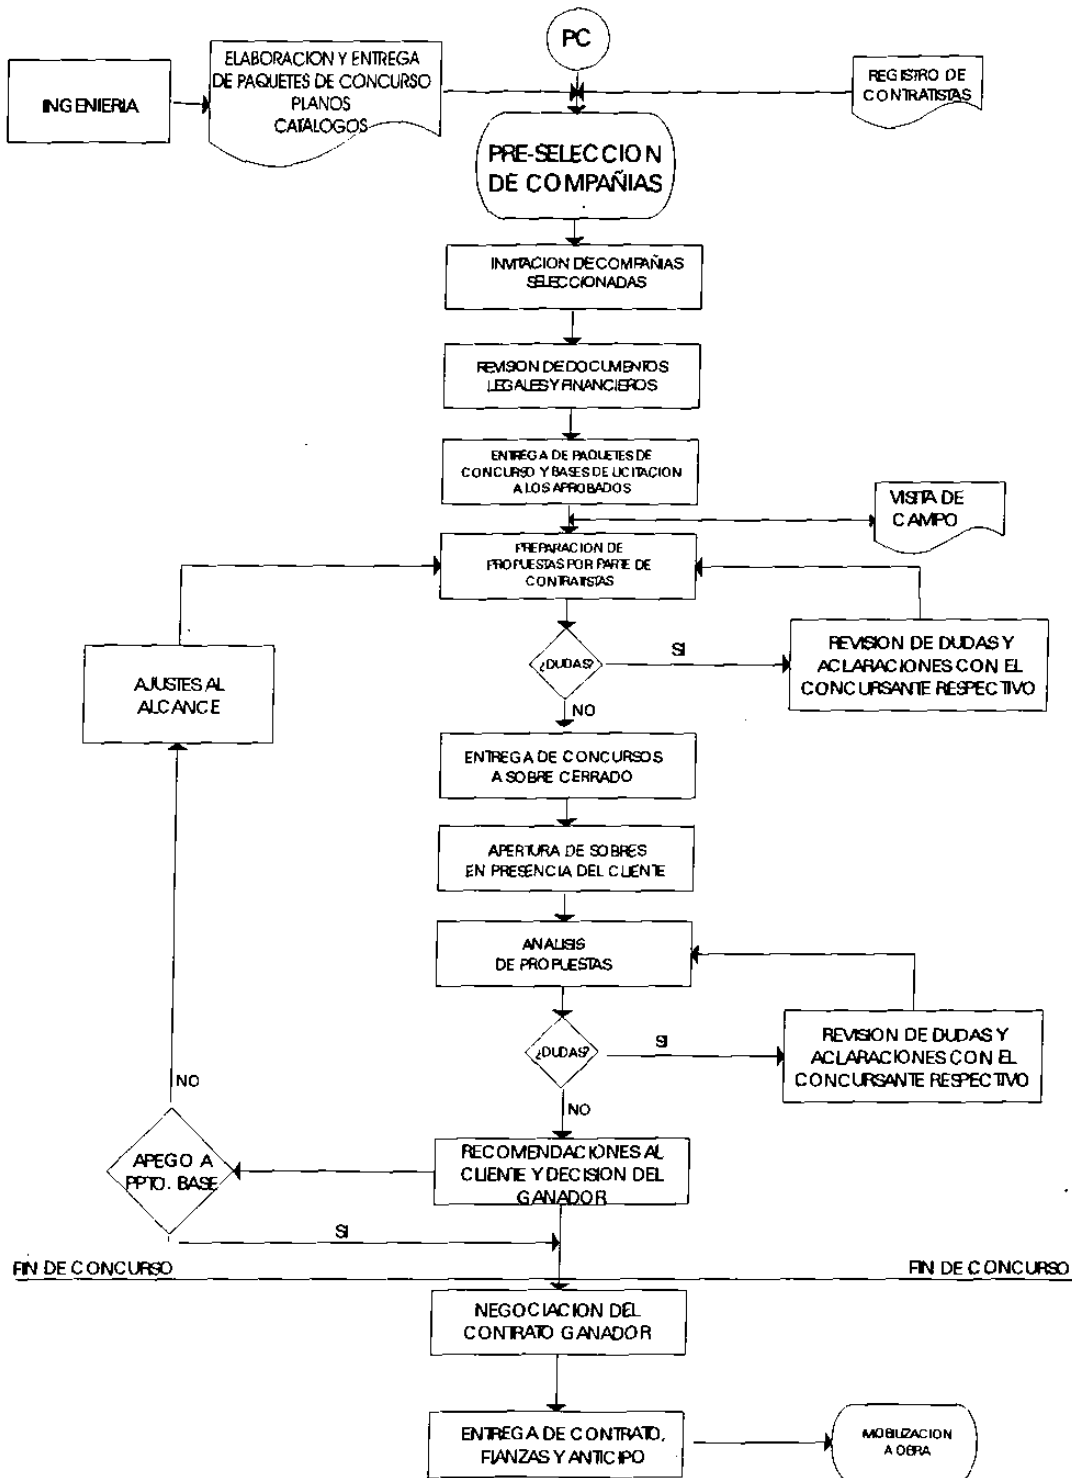 PC
ELABORACION Y ENTREGA
DE PAQUETES DE CONCURSO
PLANOS
CATALOGOS
INGENIERIA
REGISTRO DE
CONTRATISTAS
PRE-SELECCION
DE COMPAÑIAS
INVITACION DE COMPAÑIAS
SELECCIONADAS
REVISION DE DOCUMENTOS
LEGALES Y FINANCIEROS
ENTREGA DE PAQUETES DE
CONCURSO Y BASES DE LICITACION
A LOS APROBADOS
VISITA DE
CAMPO
PREPARACION DE
PROPUESTAS POR PARTE DE
CONTRATISTAS
¿DUDAS?
SI
REVISION DE DUDAS Y
ACLARACIONES CON EL
CONCURSANTE RESPECTIVO
AJUSTES AL
ALCANCE
NO
ENTREGA DE CONCURSOS
A SOBRE CERRADO
APERTURA DE SOBRES
EN PRESENCIA DEL CLIENTE
ANALISIS
DE PROPUESTAS
¿DUDAS?
SI
REVISION DE DUDAS Y
ACLARACIONES CON EL
CONCURSANTE RESPECTIVO
NO
NO
APEGO A
PPTO. BASE
RECOMENDACIONES AL
CLIENTE Y DECISION DEL
GANADOR
SI
FIN DE CONCURSO
FIN DE CONCURSO
NEGOCIACION DEL
CONTRATO GANADOR
ENTREGA DE CONTRATO,
FIANZAS Y ANTICIPO
MOBILIZACION
A OBRA